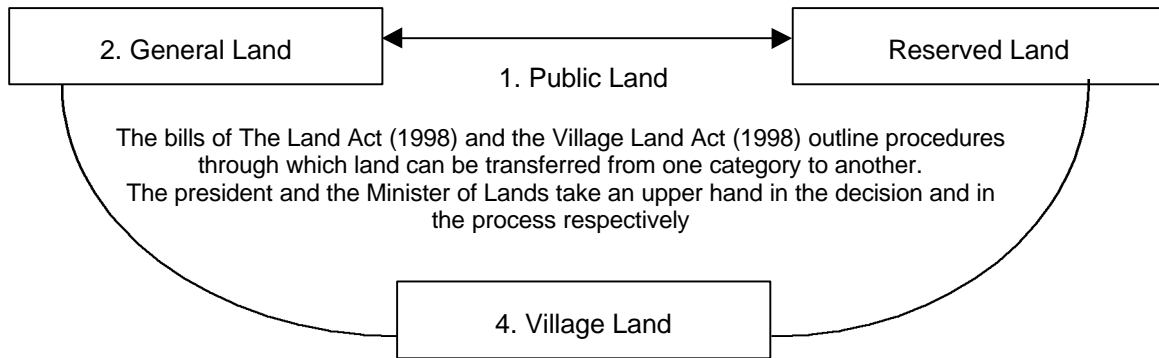 2. General Land
Reserved Land
1. Public Land
The bills of The Land Act (1998) and the Village Land Act (1998) outline procedures
through which land can be transferred from one category to another.
The president and the Minister of Lands take an upper hand in the decision and in
the process respectively
4. Village Land